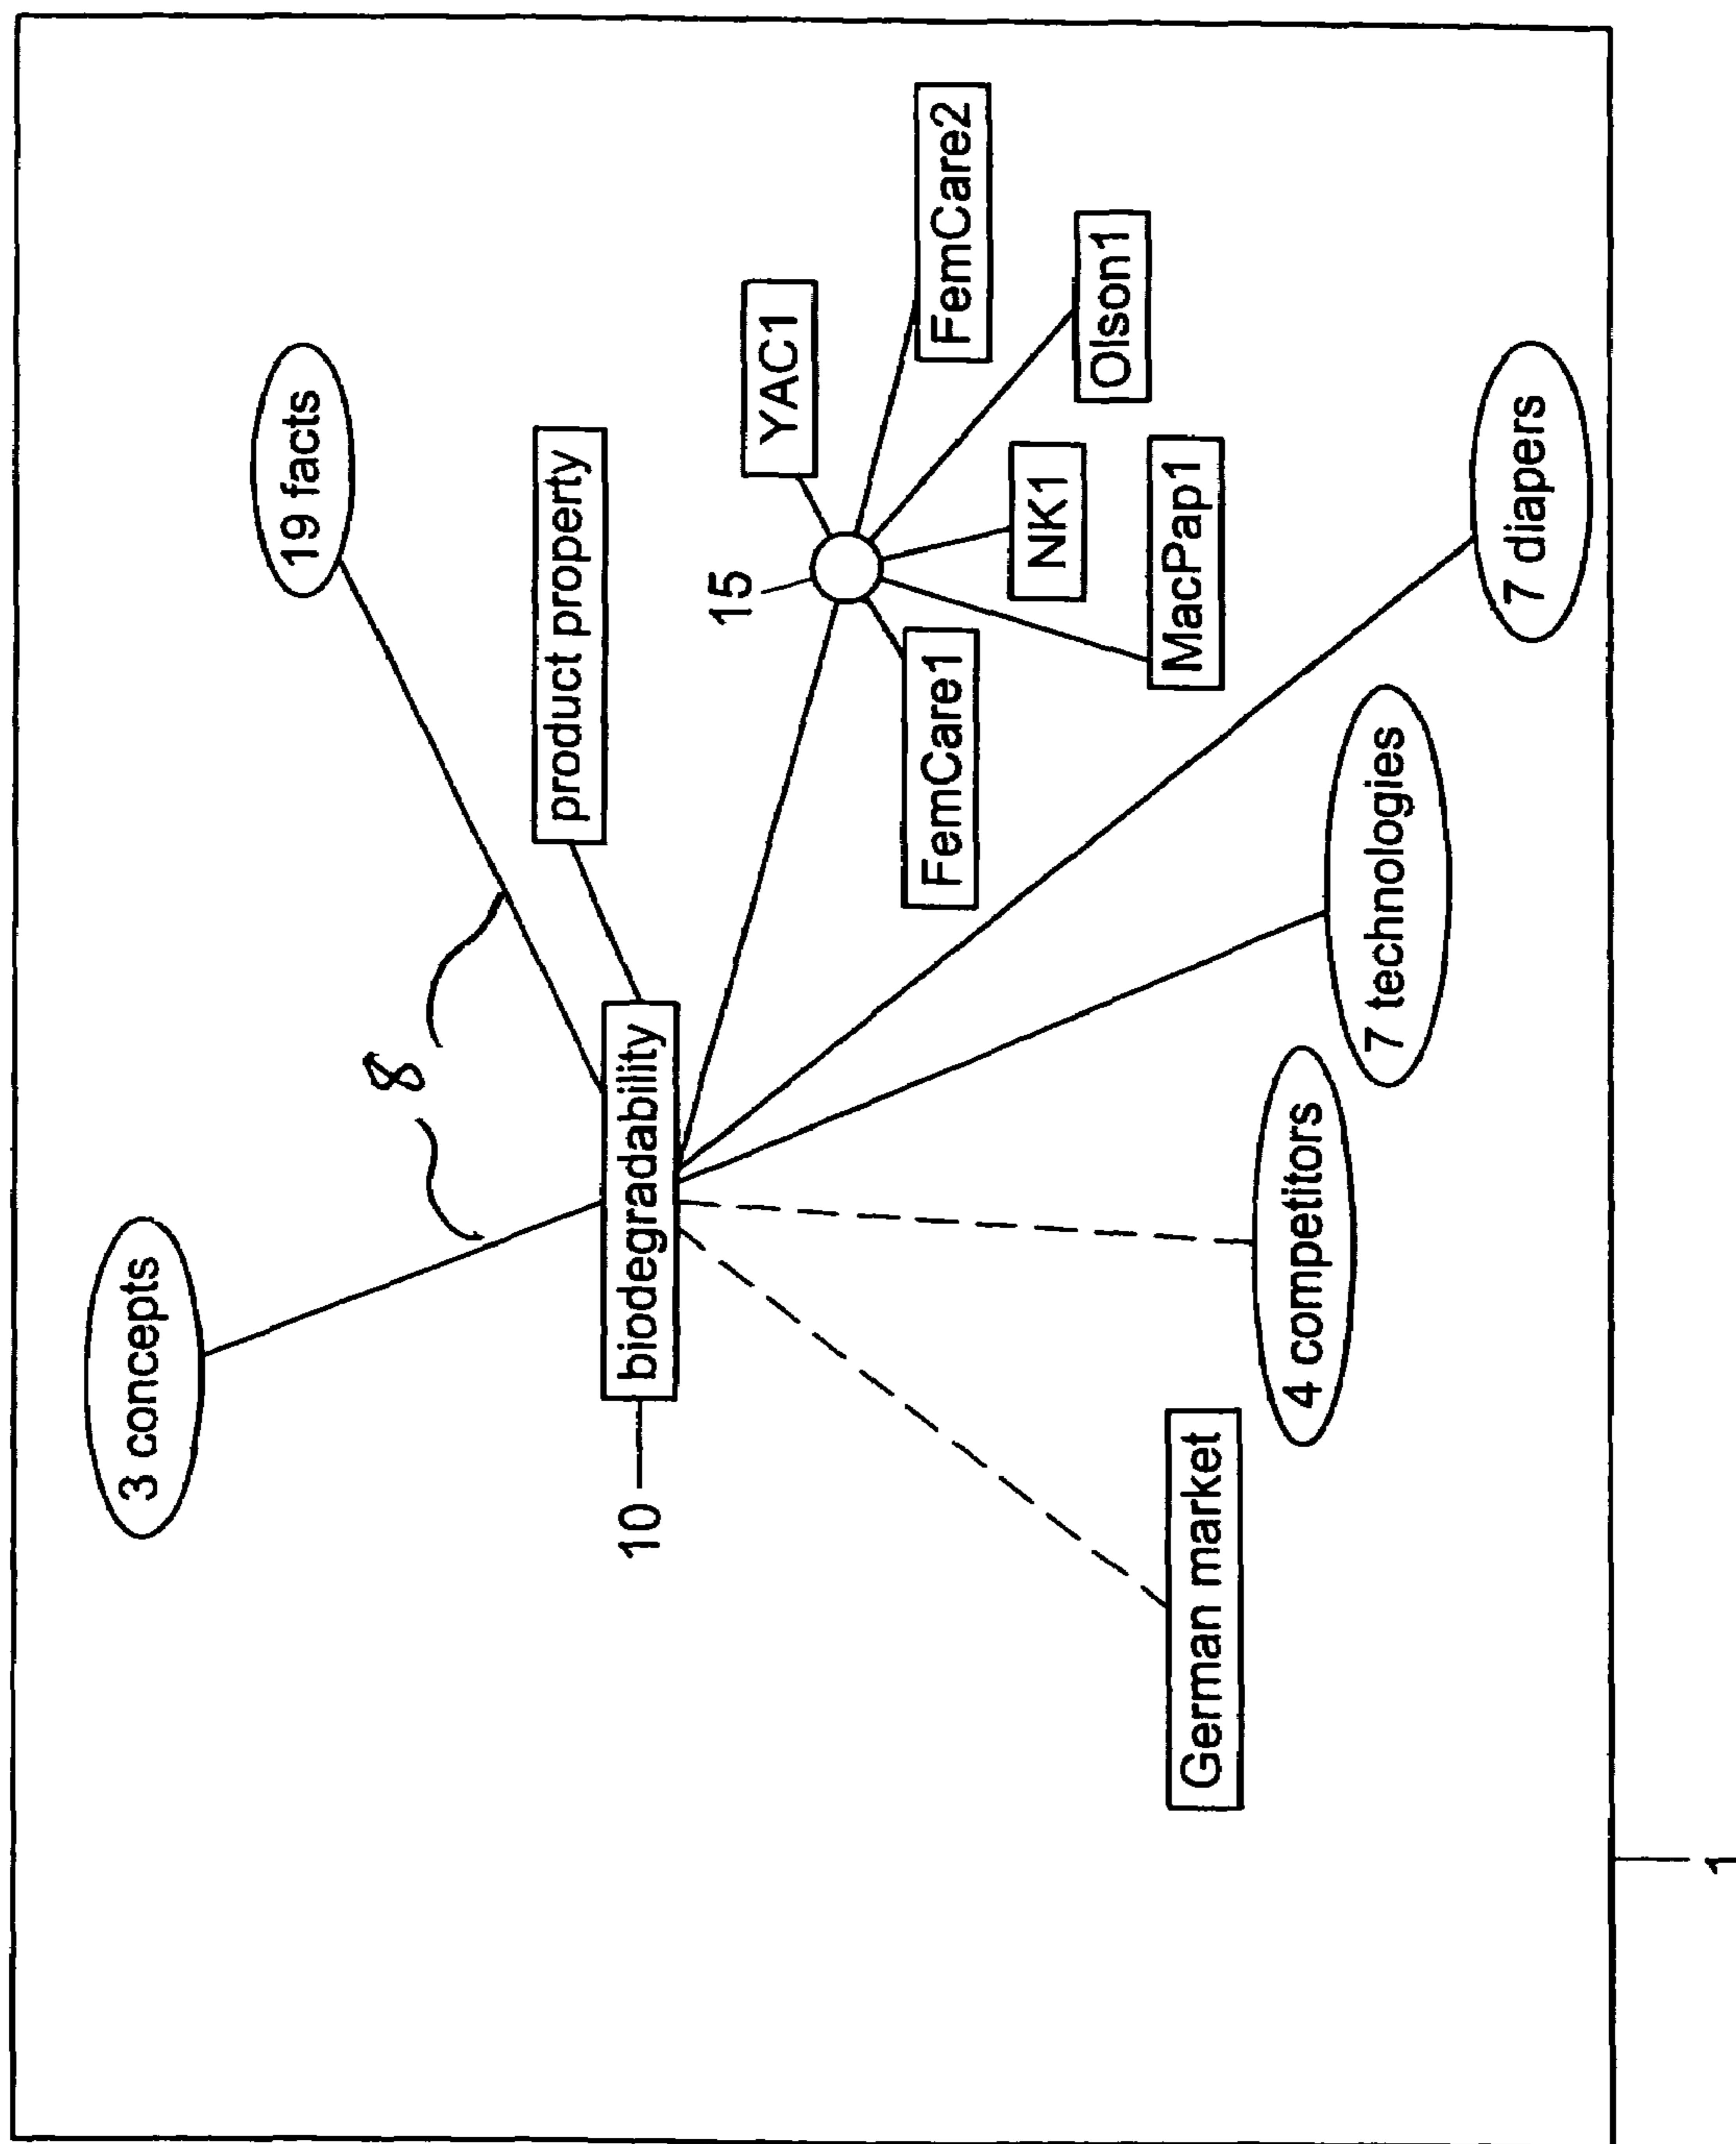 3 concepts
19 facts
8
product property
10
biodegradability
15
YAC1
FemCare1
FemCare2
NK1
Olson1
MacPap1
German market
4 competitors
7 technologies
7 diapers
1